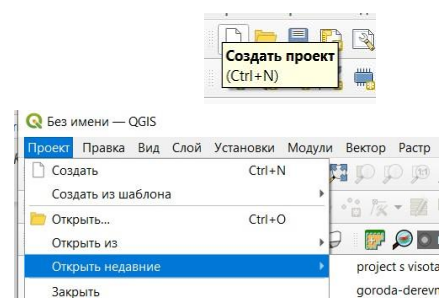 Создать проект
(Ctrl+N)
Без имени — QGIS
Проект Правка Вид Слой Установки Модули Вектор Растр
Создать Ctrl+N
Создать из шаблона
Открыть... Ctrl+O
Открыть из
Открыть недавние
project s visota
Закрыть
goroda-derevn